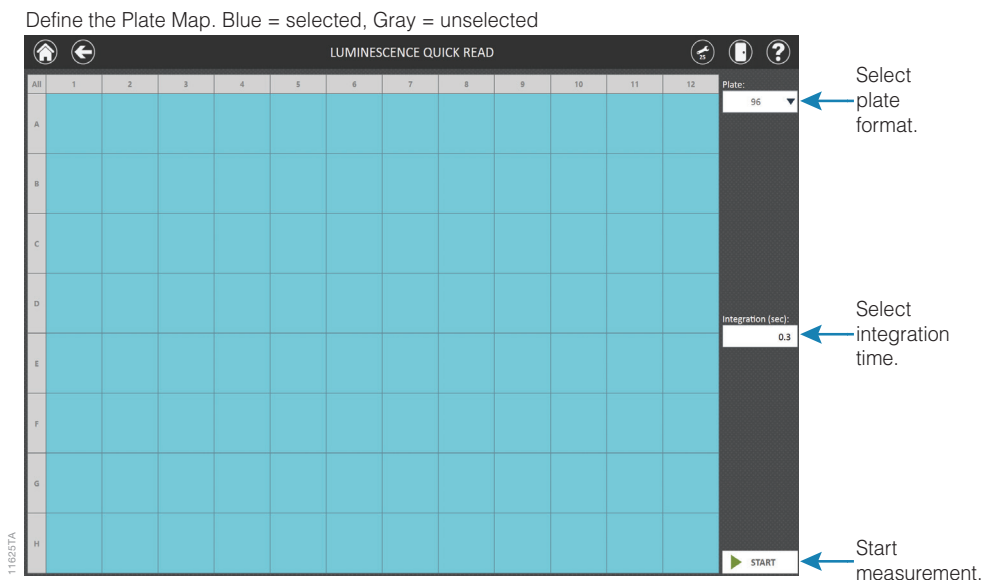 Define the Plate Map. Blue = selected, Gray = unselected
LUMINESCENCE QUICK READ
25
?
All 1 2 3 4 5 6 7 8 9 10 11 12
Plate:
96
Select
plate
format.
A
B
C
D
Integration (sec):
0.3
Select
integration
time.
E
F
G
H
START
Start
measurement.
11625TA